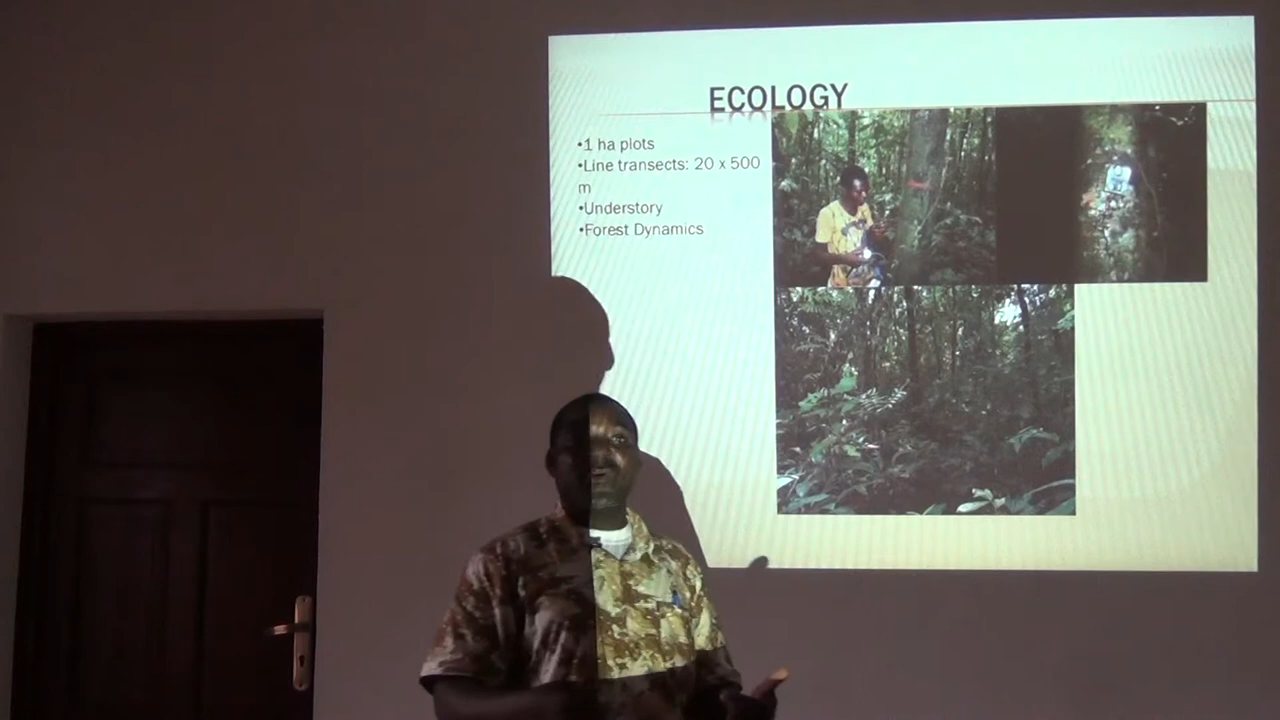 ECOLOGY
•1 ha plots
•Line transects: 20 x 500
m
•Understory
•Forest Dynamics